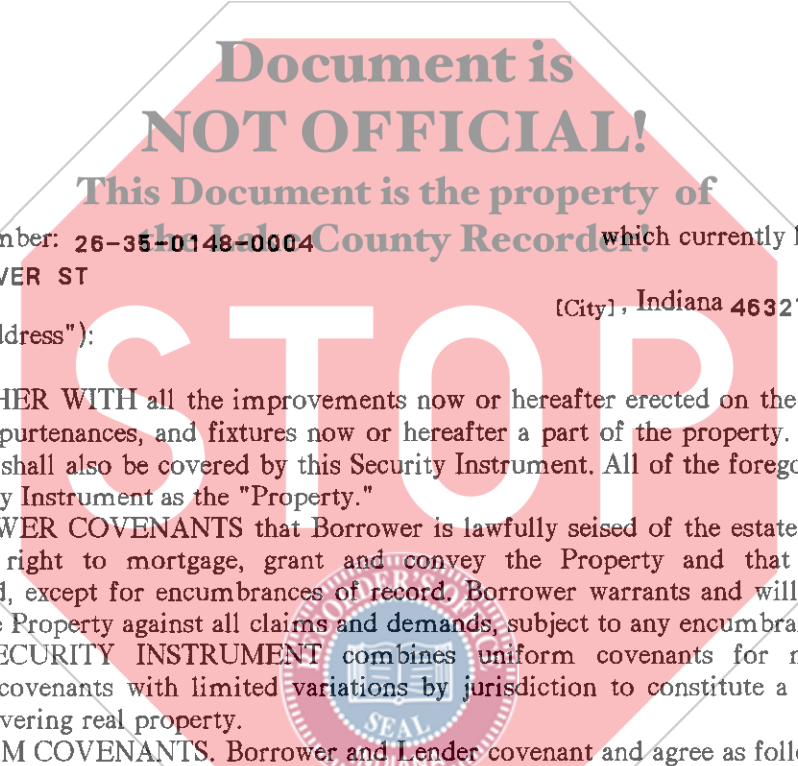 Document is
NOT OFFICIAL!
This Document is the property of
the Lake County Recorder!
mber: 26-35-0148-0004 which currently h
VER ST
[City], Indiana 4632
ddress"):
STOP
HER WITH all the improvements now or hereafter erected on the
purtenances, and fixtures now or hereafter a part of the property.
shall also be covered by this Security Instrument. All of the forego
y Instrument as the "Property."
WER COVENANTS that Borrower is lawfully seised of the estate
right to mortgage, grant and convey the Property and that
d, except for encumbrances of record. Borrower warrants and will
e Property against all claims and demands, subject to any encumbra
ECURITY INSTRUMENT combines uniform covenants for n
covenants with limited variations by jurisdiction to constitute a
vering real property.
SEAL
M COVENANTS. Borrower and Lender covenant and agree as follo